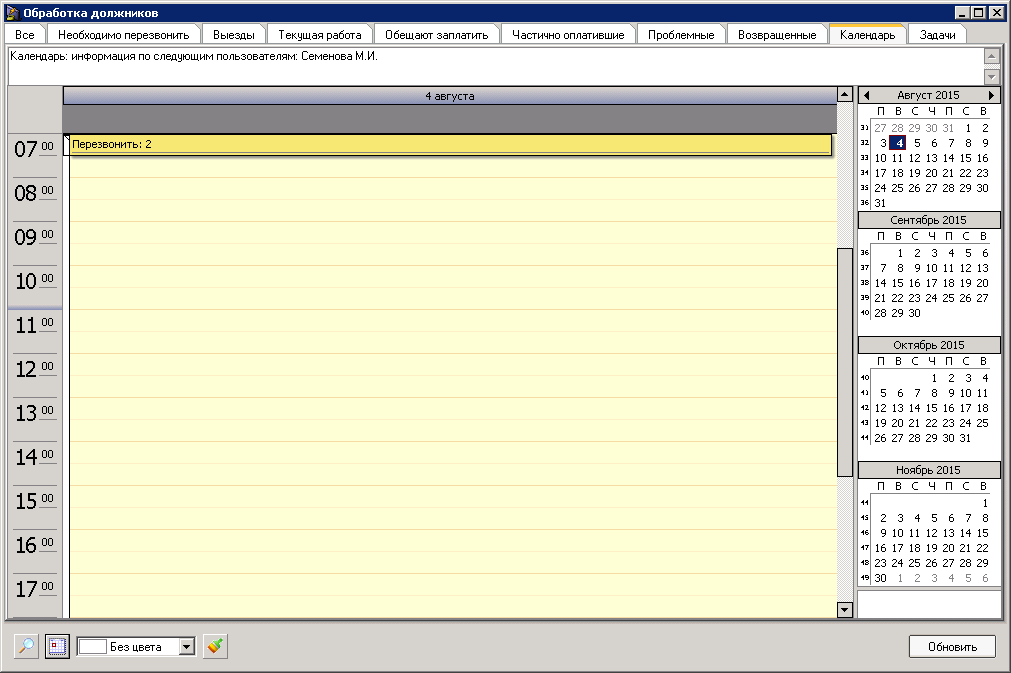 Обработка должников
Все Необходимо перезвонить Выезды Текущая работа Обещают заплатить Частично оплатившие Проблемные Возвращенные Календарь Задачи
Календарь: информация по следующим пользователям: Семенова М.И.
4 августа
07 00
Перезвонить: 2
08 00
09 00
10 00
11 00
12 00
13 00
14 00
15 00
16 00
17 00
Август 2015
П В С Ч П С В
31 27 28 29 30 31 1 2
32 3 4 5 6 7 8 9
33 10 11 12 13 14 15 16
34 17 18 19 20 21 22 23
35 24 25 26 27 28 29 30
36 31
Сентябрь 2015
П В С Ч П С В
36 1 2 3 4 5 6
37 7 8 9 10 11 12 13
38 14 15 16 17 18 19 20
39 21 22 23 24 25 26 27
40 28 29 30
Октябрь 2015
П В С Ч П С В
40 1 2 3 4
41 5 6 7 8 9 10 11
42 12 13 14 15 16 17 18
43 19 20 21 22 23 24 25
44 26 27 28 29 30 31
Ноябрь 2015
П В С Ч П С В
44 1
45 2 3 4 5 6 7 8
46 9 10 11 12 13 14 15
47 16 17 18 19 20 21 22
48 23 24 25 26 27 28 29
49 30 1 2 3 4 5 6
Без цвета
Обновить